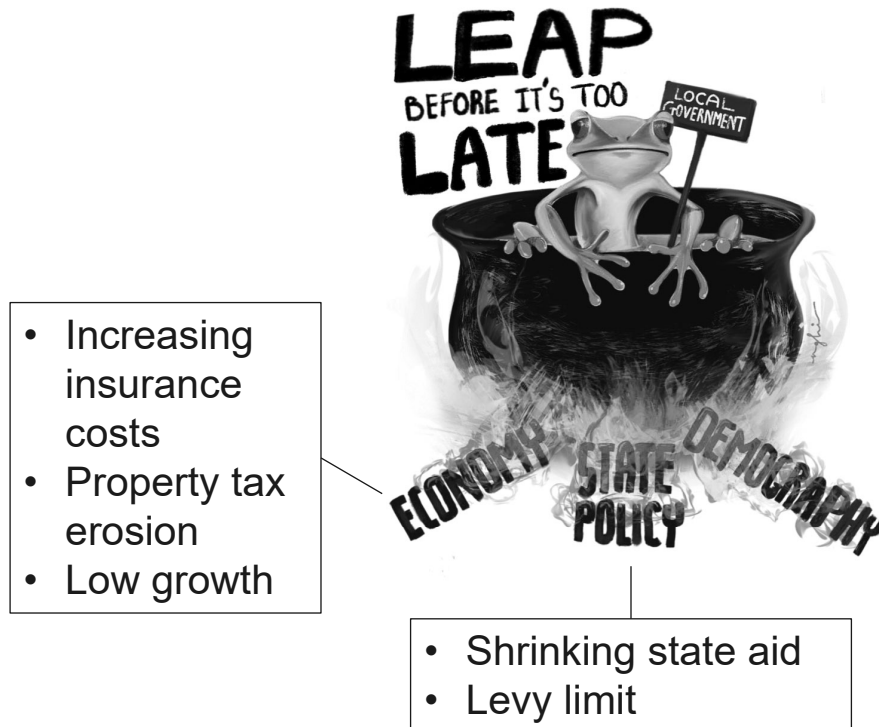 LEAP
BEFORE IT'S TOO
LATE
LOCAL
GOVERNMENT
• Increasing
insurance
costs
• Property tax
erosion
• Low growth
ECONOMY
STATE
POLICY
DEMOGRAPHY
• Shrinking state aid
• Levy limit